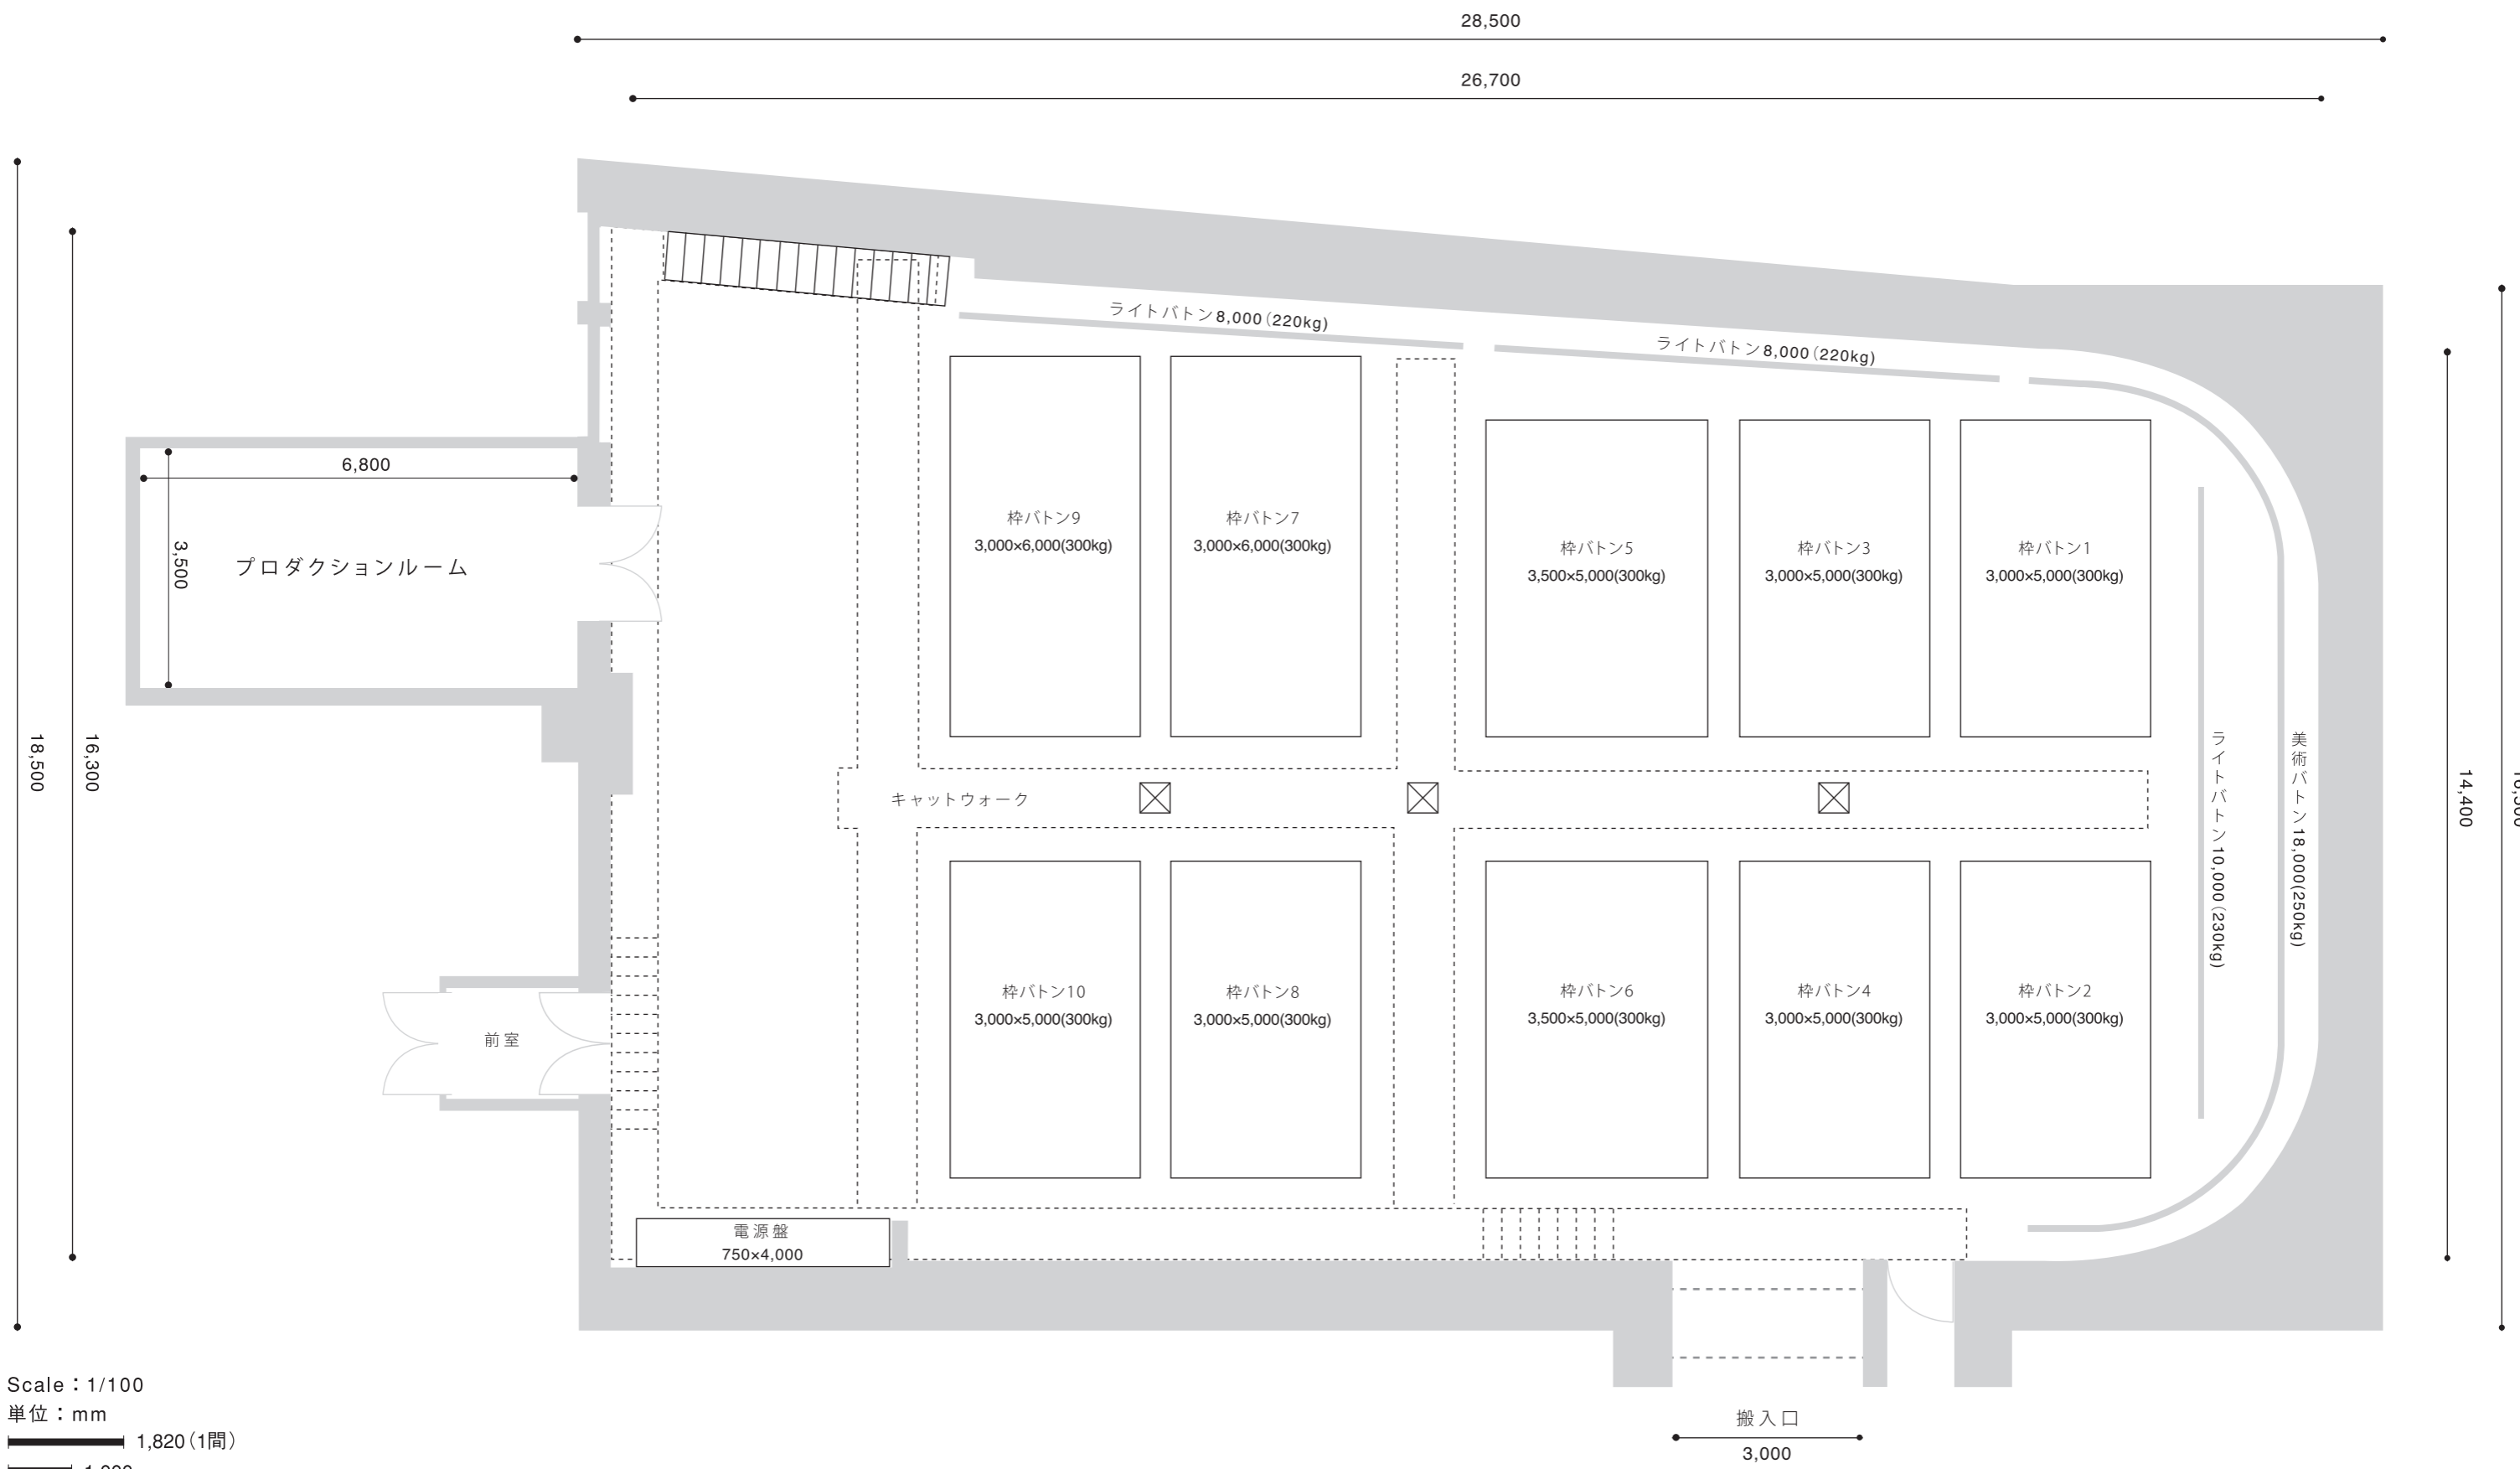 28,500
26,700
ライトバトン8,000(220kg)
ライトバトン8,000(220kg)
6,800
3,500
プロダクションルーム
枠バトン9
3,000×6,000(300kg)
枠バトン7
3,000×6,000(300kg)
枠バトン5
3,500×5,000(300kg)
枠バトン3
3,000×5,000(300kg)
枠バトン1
3,000×5,000(300kg)
18,500
16,300
キャットウォーク
ライトバトン10,000(230kg)
美術バトン18,000(250kg)
14,400
枠バトン10
3,000×5,000(300kg)
枠バトン8
3,000×5,000(300kg)
枠バトン6
3,500×5,000(300kg)
枠バトン4
3,000×5,000(300kg)
枠バトン2
3,000×5,000(300kg)
前室
電源盤
750×4,000
Scale：1/100
単位：mm
1,820(1間)
搬入口
3,000